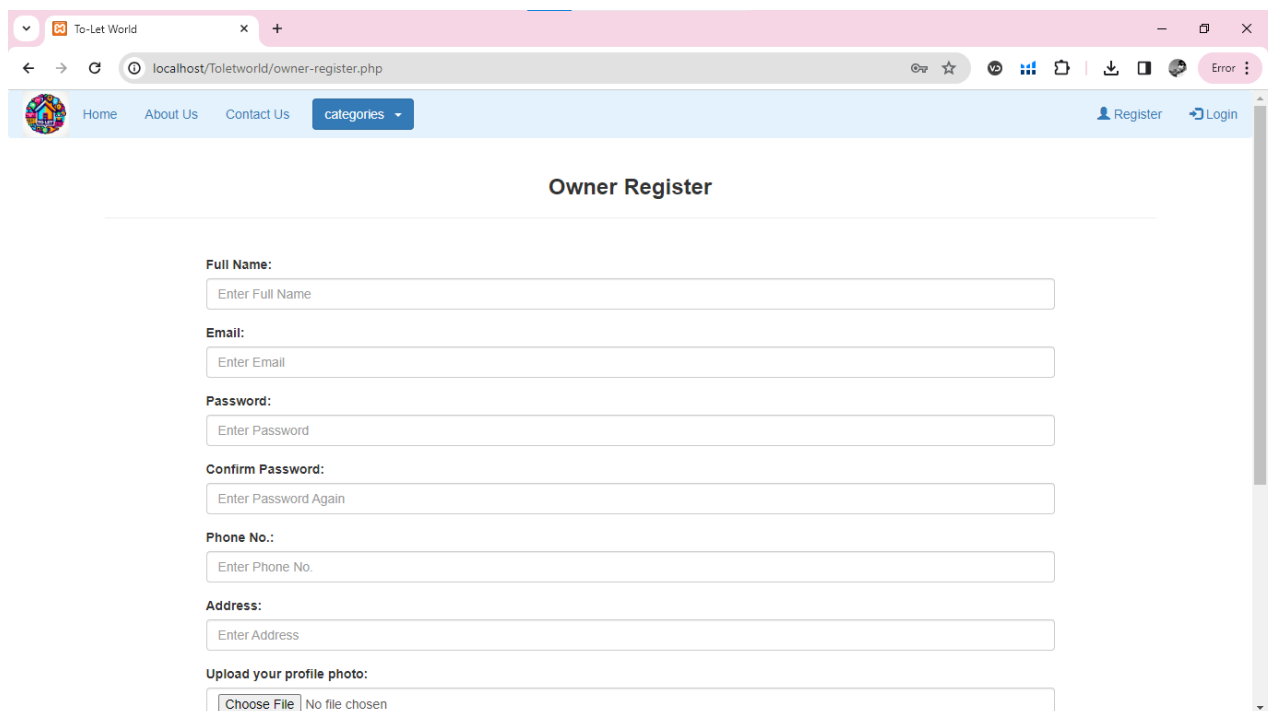 To-Let World
localhost/Toletworld/owner-register.php
Error
Home About Us Contact Us categories Register Login
Owner Register
Full Name:
Enter Full Name
Email:
Enter Email
Password:
Enter Password
Confirm Password:
Enter Password Again
Phone No.:
Enter Phone No.
Address:
Enter Address
Upload your profile photo:
Choose File No file chosen